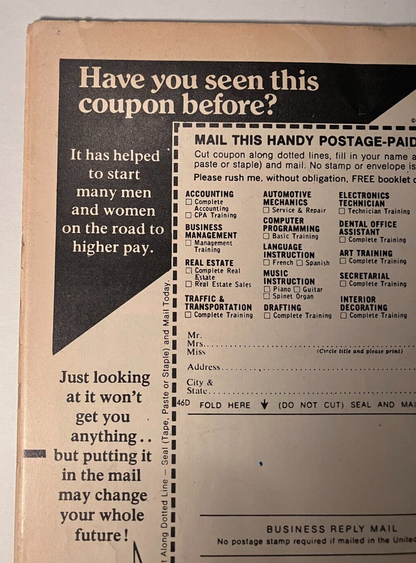 Have you seen this
coupon before?
It has helped
to start
many men
and women
on the road to
higher pay.
Just looking
at it won't
get you
anything..
but putting it
in the mail
may change
your whole
future!
Along Dotted Line — Seal (Tape, Paste or Staple) and Mail Today.
MAIL THIS HANDY POSTAGE-PAID
Cut coupon along dotted lines, fill in your name
paste or staple) and mail. No stamp or envelope is
Please rush me, without obligation, FREE booklet
ACCOUNTING
☐ Complete
Accounting
☐ CPA Training
BUSINESS
MANAGEMENT
☐ Management
Training
REAL ESTATE
☐ Complete Real
Estate
☐ Real Estate Sales
TRAFFIC &
TRANSPORTATION
☐ Complete Training
AUTOMOTIVE
MECHANICS
☐ Service & Repair
COMPUTER
PROGRAMMING
☐ Basic Training
LANGUAGE
INSTRUCTION
☐ French ☐ Spanish
MUSIC
INSTRUCTION
☐ Piano ☐ Guitar
☐ Spinet Organ
DRAFTING
☐ Complete Training
ELECTRONICS
TECHNICIAN
☐ Technician Training
DENTAL OFFICE
ASSISTANT
☐ Complete Training
ART TRAINING
☐ Complete Training
SECRETARIAL
☐ Complete Training
INTERIOR
DECORATING
☐ Complete Training
Mr.
Mrs.
Miss
(Circle title and please print)
Address
City &
State
46D FOLD HERE (DO NOT CUT) SEAL AND
BUSINESS REPLY MAIL
No postage stamp required if mailed in the United